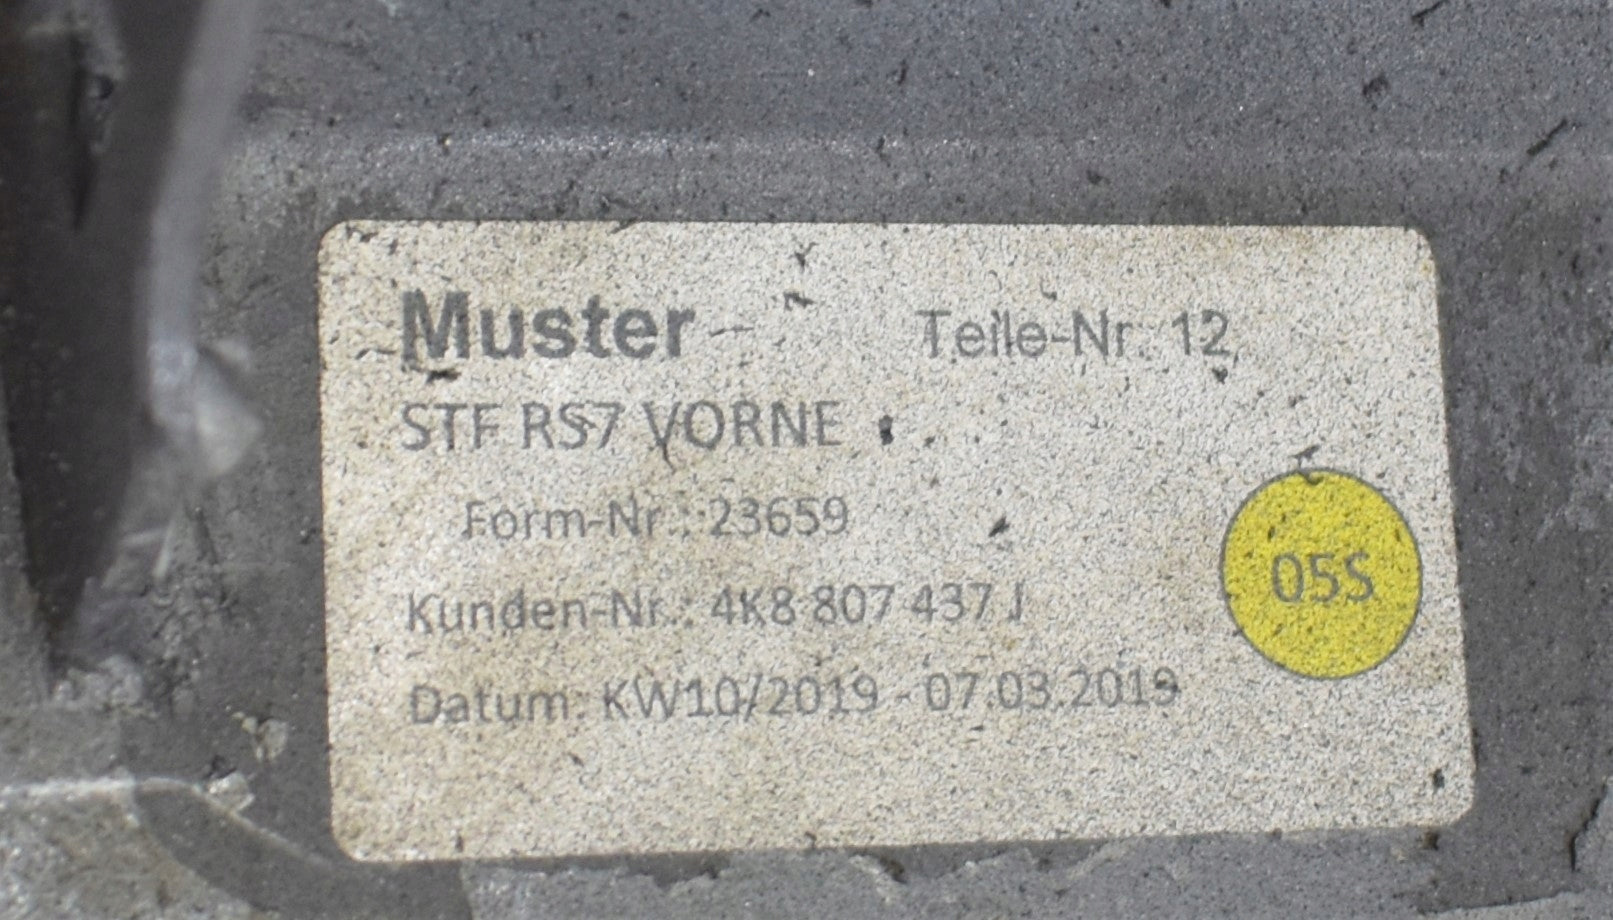 Muster Teile-Nr. 12
STF RS7 VORNE
Form-Nr.: 23659
Kunden-Nr.: 4K8 807 437 J
05S
Datum: KW10/2019 - 07.03.2019